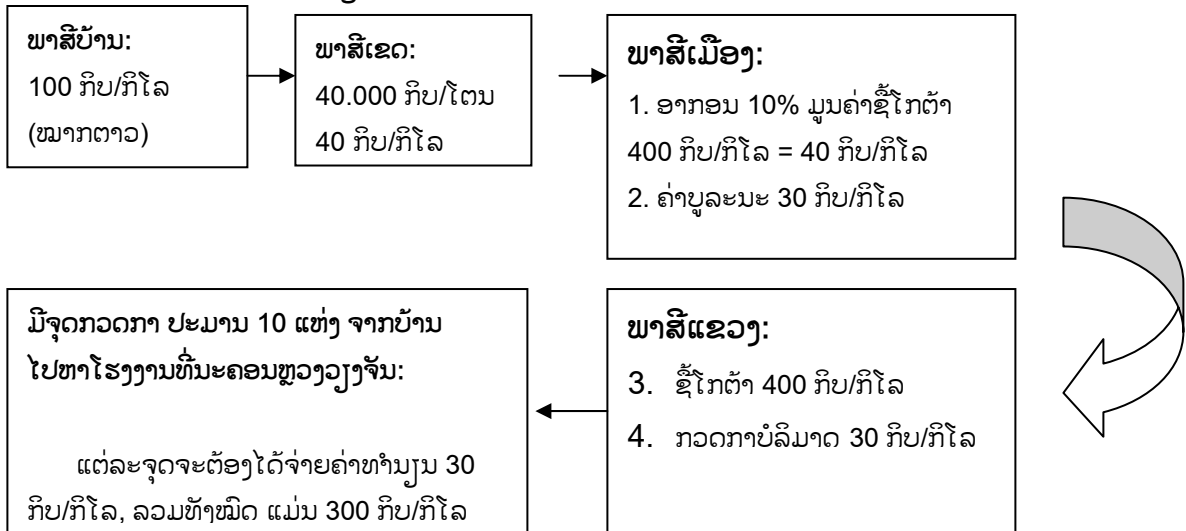 ພາສີບ້ານ:
100 ກິບ/ກິໂລ
(ໝາກຕາວ)
ພາສີເຂດ:
40.000 ກິບ/ໂຕນ
40 ກິບ/ກິໂລ
ພາສີເມືອງ:
1. ອາກອນ 10% ມູນຄ່າຊື້ໂກຕ້າ
400 ກິບ/ກິໂລ = 40 ກິບ/ກິໂລ
2. ຄ່າບູລະນະ 30 ກິບ/ກິໂລ
ພາສີແຂວງ:
3. ຊື້ໂກຕ້າ 400 ກິບ/ກິໂລ
4. ກວດກາບໍລິມາດ 30 ກິບ/ກິໂລ
ມີຈຸດກວດກາ ປະມານ 10 ແຫ່ງ ຈາກບ້ານ
ໄປຫາໂຮງງານທີ່ນະຄອນຫຼວງວຽງຈັນ:
ແຕ່ລະຈຸດຈະຕ້ອງໄດ້ຈ່າຍຄ່າທຳນຽນ 30
ກິບ/ກິໂລ, ລວມທັງໝົດ ແມ່ນ 300 ກິບ/ກິໂລ